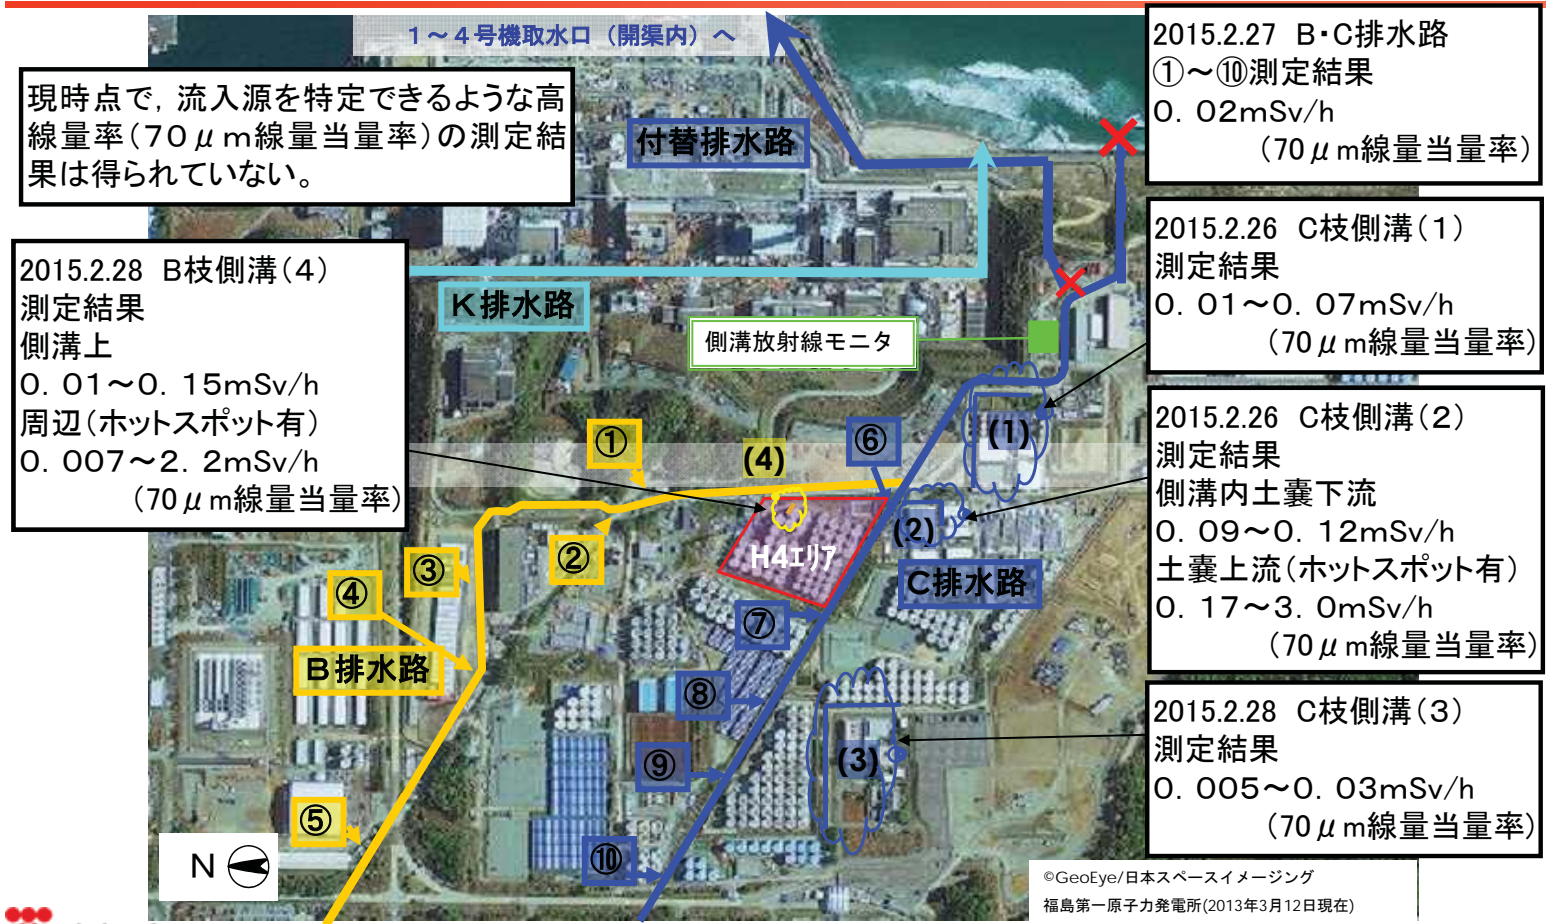 1～4号機取水口（開渠内）へ
現時点で，流入源を特定できるような高
線量率（70μm線量当量率）の測定結
果は得られていない。
付替排水路
2015.2.27 B・C排水路
①～⑩測定結果
0．02mSv/h
（70μm線量当量率）
2015.2.28 B枝側溝（4）
測定結果
側溝上
0．01～0．15mSv/h
周辺（ホットスポット有）
0．007～2．2mSv/h
（70μm線量当量率）
K排水路
側溝放射線モニタ
2015.2.26 C枝側溝（1）
測定結果
0．01～0．07mSv/h
（70μm線量当量率）
2015.2.26 C枝側溝（2）
測定結果
側溝内土嚢下流
0．09～0．12mSv/h
土嚢上流（ホットスポット有）
0．17～3．0mSv/h
（70μm線量当量率）
2015.2.28 C枝側溝（3）
測定結果
0．005～0．03mSv/h
（70μm線量当量率）
①
(4)
⑥
(1)
②
H4エリア
(2)
③
④
C排水路
⑦
B排水路
⑧
⑨
(3)
⑤
⑩
N
©GeoEye/日本スペースイメージング
福島第一原子力発電所(2013年3月12日現在)